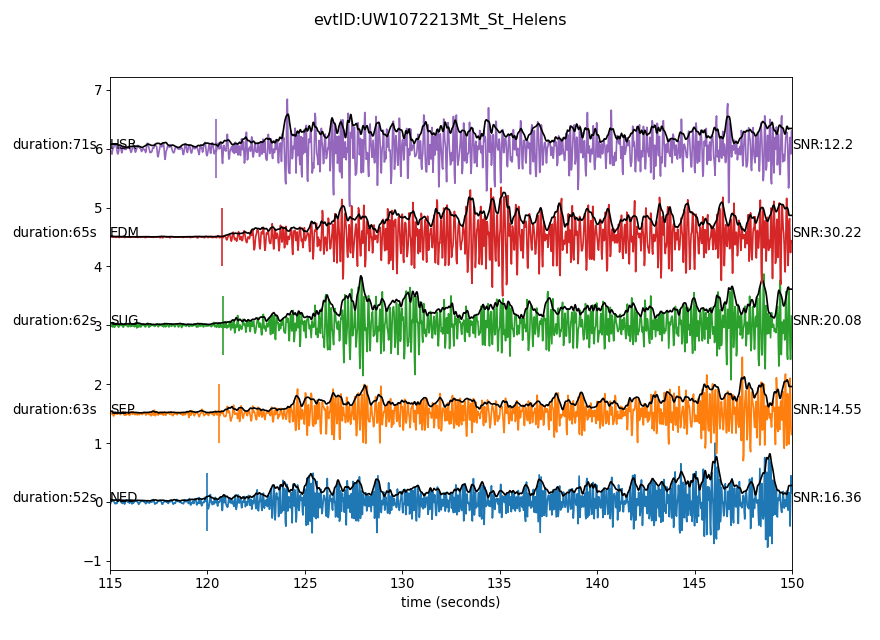 evtID:UW1072213Mt_St_Helens
7
duration:71s HSR 6 SNR:12.2
5
duration:65s EDM SNR:30.22
4
duration:62s SUG 3 SNR:20.08
2
duration:63s SEP SNR:14.55
1
duration:52s NED 0 SNR:16.36
−1
115 120 125 130 135 140 145 150
time (seconds)